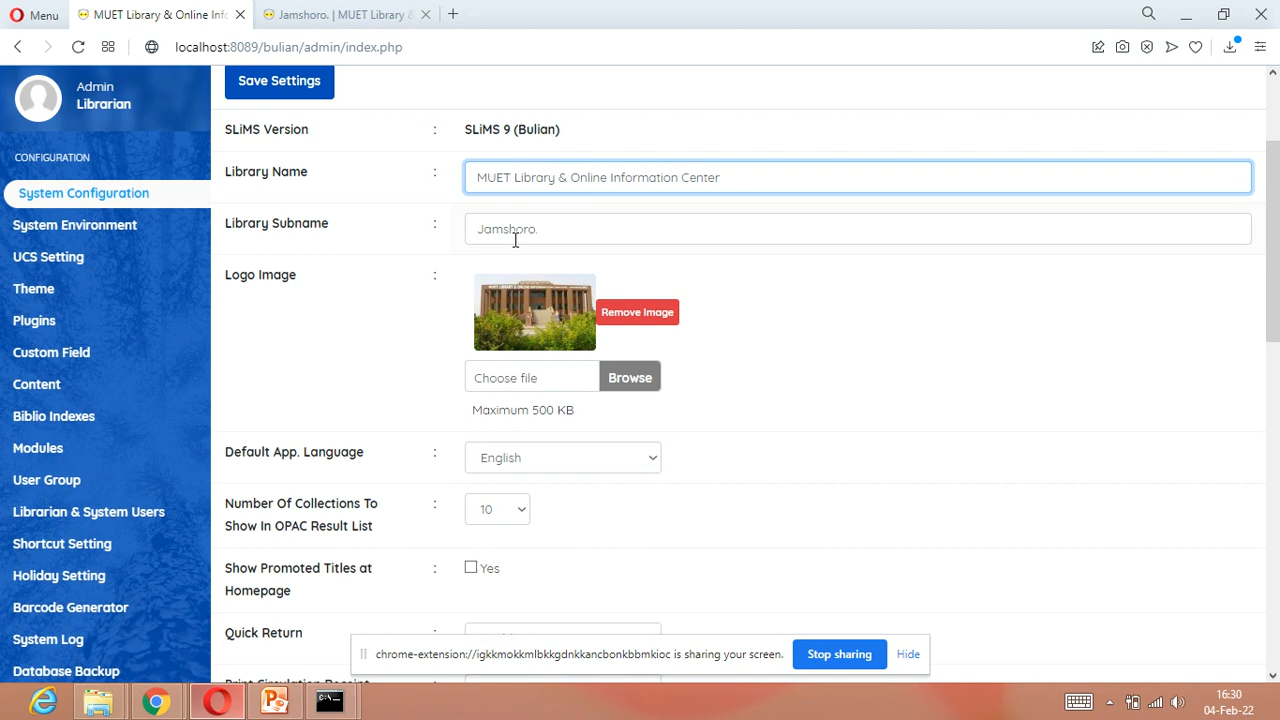 Menu
MUET Library & Online Inf
Jamshoro. | MUET Library &
localhost:8089/bulian/admin/index.php
Admin
Librarian
CONFIGURATION
System Configuration
System Environment
UCS Setting
Theme
Plugins
Custom Field
Content
Biblio Indexes
Modules
User Group
Librarian & System Users
Shortcut Setting
Holiday Setting
Barcode Generator
System Log
Database Backup
Save Settings
SLiMS Version : SLiMS 9 (Bulian)
Library Name : MUET Library & Online Information Center
Library Subname : Jamshoro.
Logo Image :
Remove Image
Choose file Browse
Maximum 500 KB
Default App. Language : English
Number Of Collections To : 10
Show In OPAC Result List
Show Promoted Titles at : Yes
Homepage
Quick Return :
chrome-extension://igkkmokkmlbkkgdnkkancbonkbbmkioc is sharing your screen. Stop sharing Hide
16:30
04-Feb-22